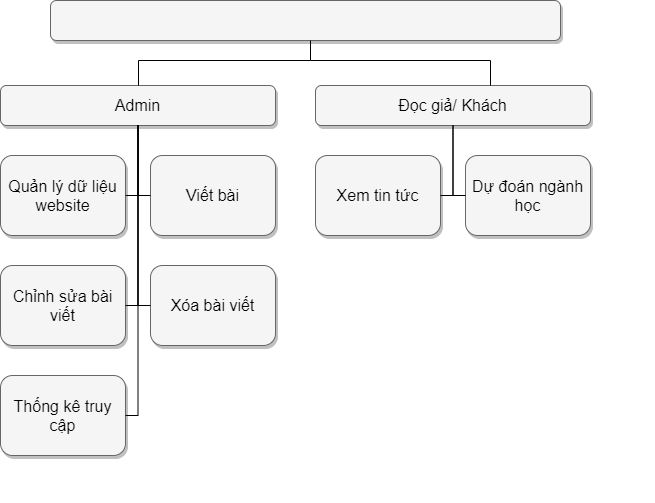 Admin
Đọc giả/ Khách
Quản lý dữ liệu
website
Viết bài
Xem tin tức
Dự đoán ngành
học
Chỉnh sửa bài
viết
Xóa bài viết
Thống kê truy
cập